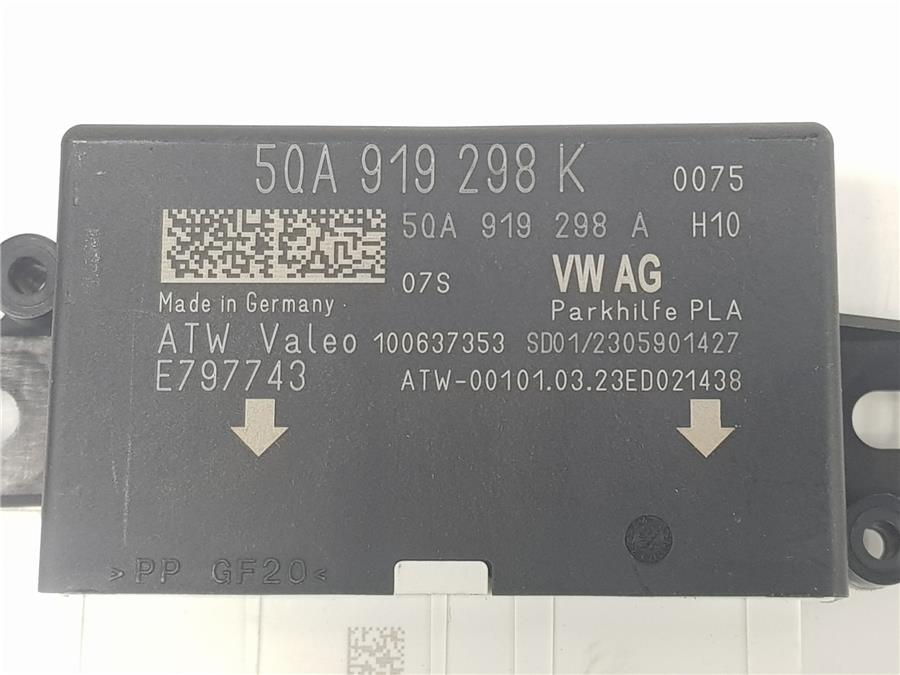 5QA 919 298 K 0075
5QA 919 298 A H10
07S VW AG
Made in Germany Parkhilfe PLA
ATW Valeo 100637353 SD01/2305901427
E797743 ATW-00101.03.23ED021438
>PP GF20<